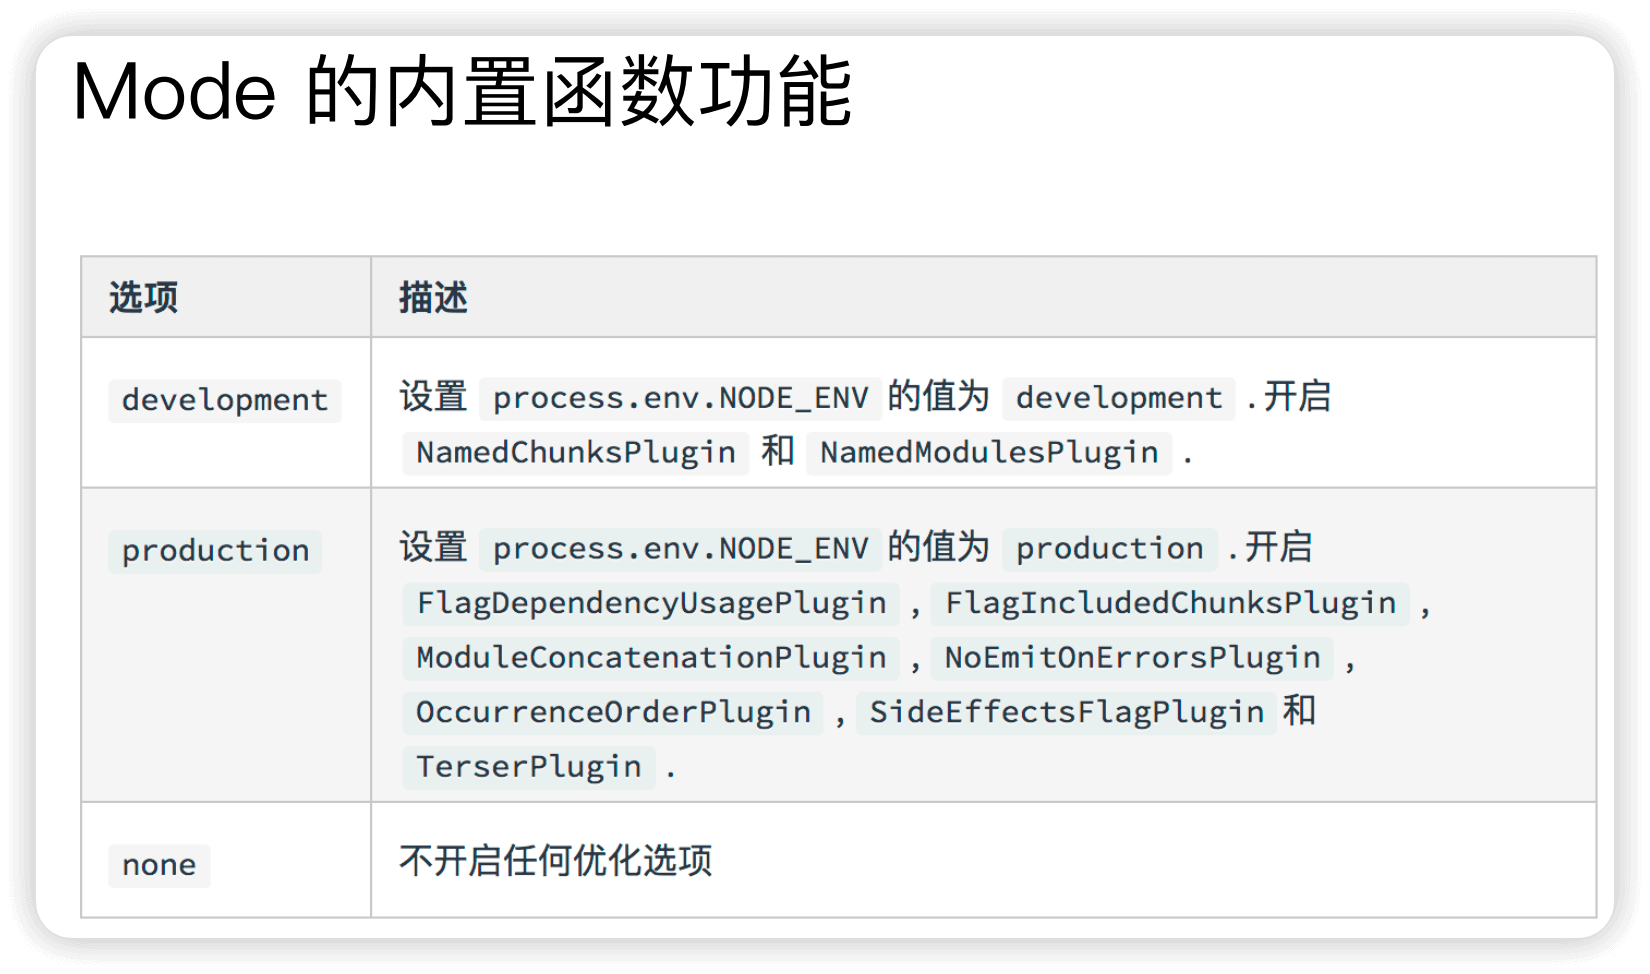 Mode 的内置函数功能
选项 描述
development 设置 process.env.NODE_ENV 的值为 development .开启
NamedChunksPlugin 和 NamedModulesPlugin .
production 设置 process.env.NODE_ENV 的值为 production .开启
FlagDependencyUsagePlugin , FlagIncludedChunksPlugin ,
ModuleConcatenationPlugin , NoEmitOnErrorsPlugin ,
OccurrenceOrderPlugin , SideEffectsFlagPlugin 和
TerserPlugin .
none 不开启任何优化选项